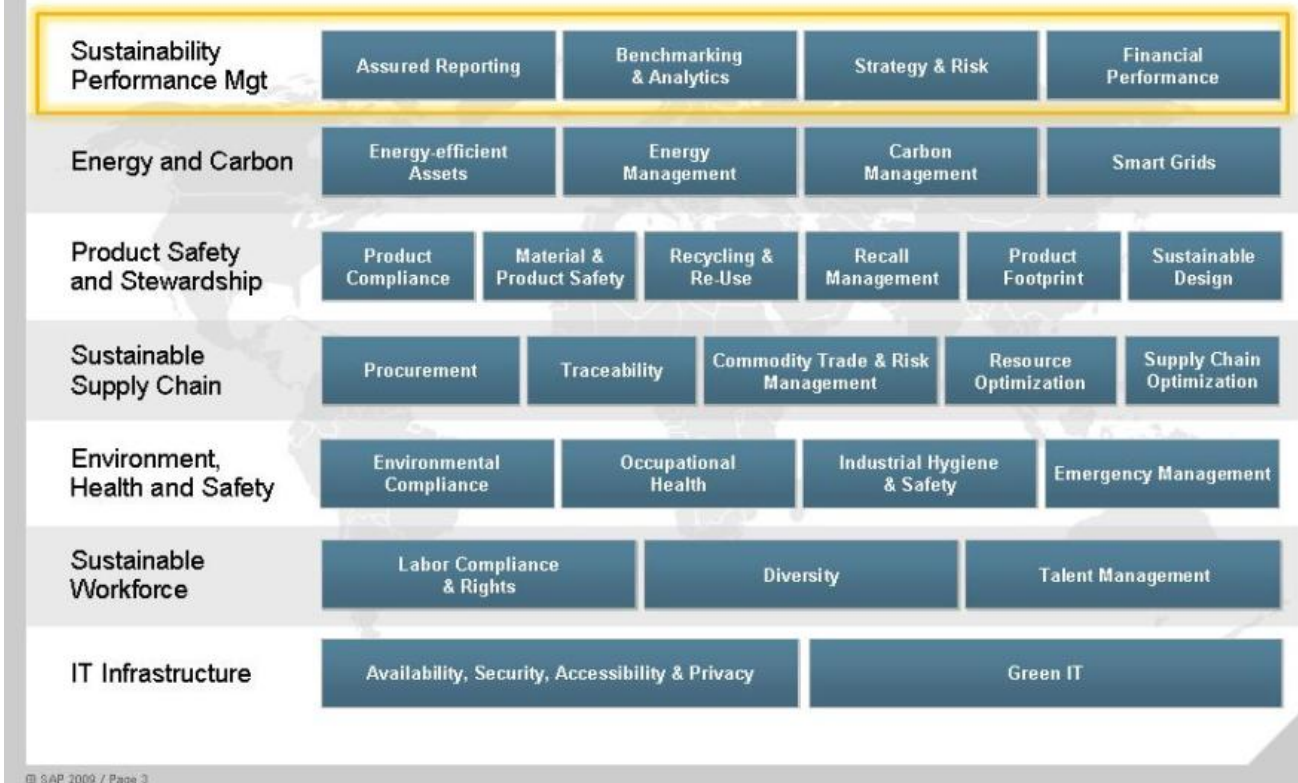 Sustainability
Performance Mgt
Assured Reporting
Benchmarking
& Analytics
Strategy & Risk
Financial
Performance
Energy and Carbon
Energy-efficient
Assets
Energy
Management
Carbon
Management
Smart Grids
Product Safety
and Stewardship
Product
Compliance
Material &
Product Safety
Recycling &
Re-Use
Recall
Management
Product
Footprint
Sustainable
Design
Sustainable
Supply Chain
Procurement
Traceability
Commodity Trade & Risk
Management
Resource
Optimization
Supply Chain
Optimization
Environment,
Health and Safety
Environmental
Compliance
Occupational
Health
Industrial Hygiene
& Safety
Emergency Management
Sustainable
Workforce
Labor Compliance
& Rights
Diversity
Talent Management
IT Infrastructure
Availability, Security, Accessibility & Privacy
Green IT
© SAP 2009 / Page 3